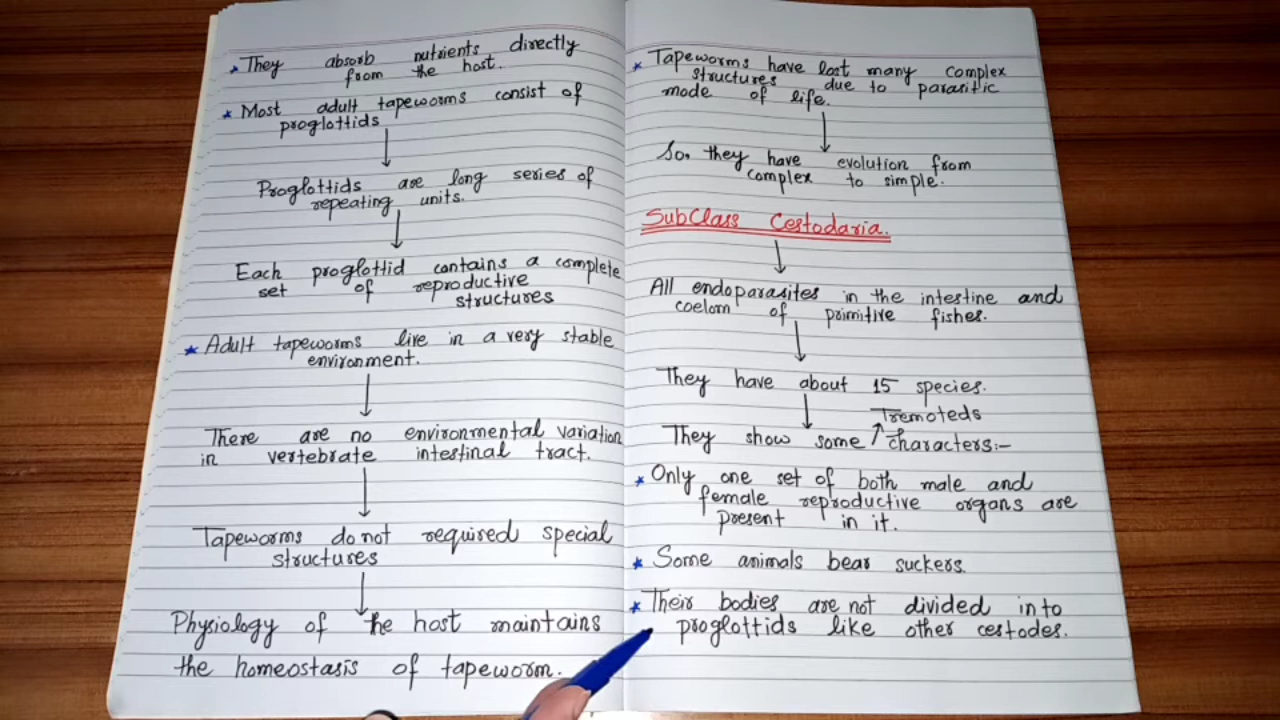 They absorb nutrients directly
from the host.
Most adult tapeworms consist of
proglottids
Proglottids are long series of
repeating units.
Each proglottid contains a complete
set of reproductive
structures
Adult tapeworms live in a very stable
environment.
There are no environmental variation
in vertebrate intestinal tract.
Tapeworms do not required special
structures
Physiology of the host maintains
the homeostasis of tapeworm.
Tapeworms have lost many complex
structures due to parasitic
mode of life.
So, they have evolution from
complex to simple.
SubClass Cestodaria.
All endoparasites in the intestine and
coelom of primitive fishes.
They have about 15 species.
Tremoteds
They show some characters:-
Only one set of both male and
female reproductive organs are
present in it.
Some animals bear suckers.
Their bodies are not divided into
proglottids like other cestodes.